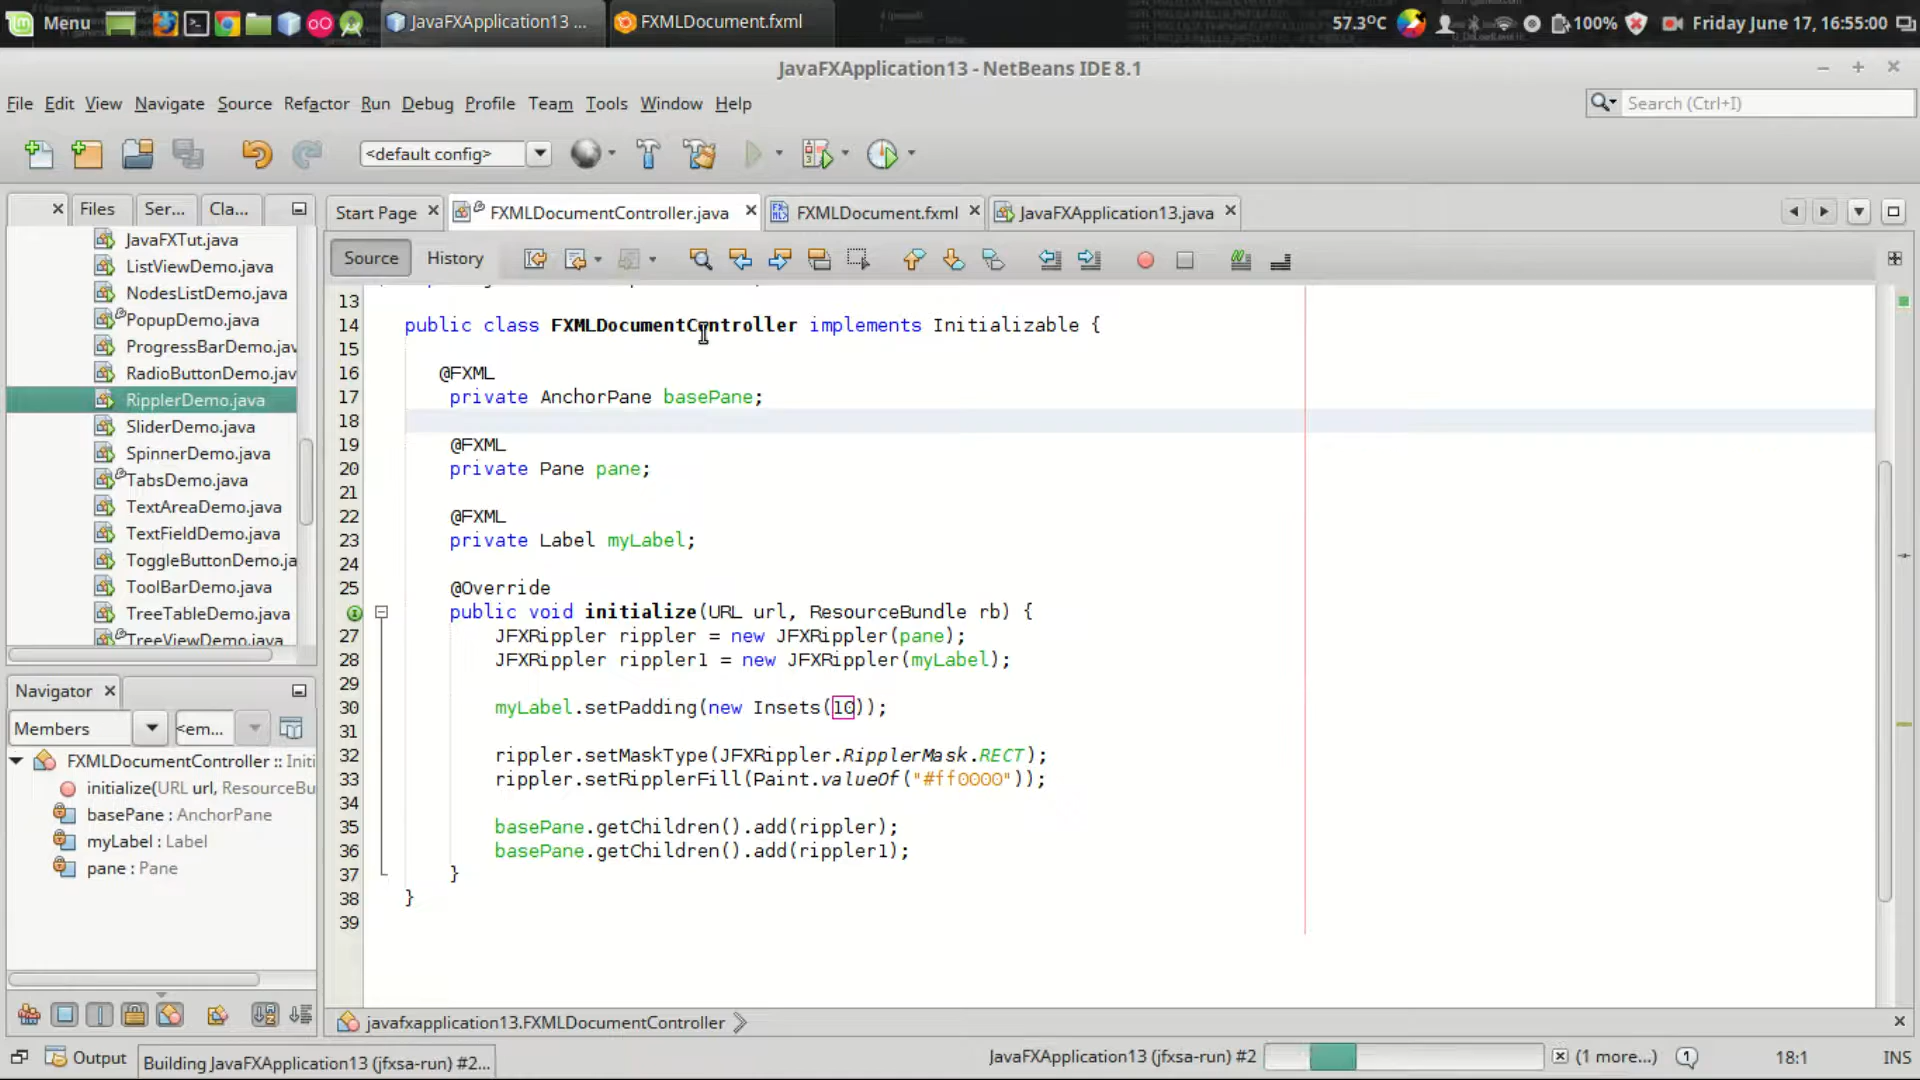 Menu
JavaFXApplication13 ...
FXMLDocument.fxml
57.3°C
100%
Friday June 17, 16:55:00
JavaFXApplication13 - NetBeans IDE 8.1
File Edit View Navigate Source Refactor Run Debug Profile Team Tools Window Help
Search (Ctrl+I)
<default config>
Files
Ser...
Cla...
Start Page
FXMLDocumentController.java
FXMLDocument.fxml
JavaFXApplication13.java
Source
History
JavaFXTut.java
ListViewDemo.java
NodesListDemo.java
PopupDemo.java
ProgressBarDemo.jav
RadioButtonDemo.jav
RipplerDemo.java
SliderDemo.java
SpinnerDemo.java
TabsDemo.java
TextAreaDemo.java
TextFieldDemo.java
ToggleButtonDemo.ja
ToolBarDemo.java
TreeTableDemo.java
TreeViewDemo.java
Navigator
Members
<em...
FXMLDocumentController :: Initi
initialize(URL url, ResourceBu
basePane : AnchorPane
myLabel : Label
pane : Pane
13
14 public class FXMLDocumentController implements Initializable {
15
16 @FXML
17 private AnchorPane basePane;
18
19 @FXML
20 private Pane pane;
21
22 @FXML
23 private Label myLabel;
24
25 @Override
public void initialize(URL url, ResourceBundle rb) {
27 JFXRippler rippler = new JFXRippler(pane);
28 JFXRippler rippler1 = new JFXRippler(myLabel);
29
30 myLabel.setPadding(new Insets(10));
31
32 rippler.setMaskType(JFXRippler.RipplerMask.RECT);
33 rippler.setRipplerFill(Paint.valueOf("#ff0000"));
34
35 basePane.getChildren().add(rippler);
36 basePane.getChildren().add(rippler1);
37 }
38 }
39
javafxapplication13.FXMLDocumentController
Output
Building JavaFXApplication13 (jfxsa-run) #2...
JavaFXApplication13 (jfxsa-run) #2
(1 more...)
1
18:1
INS